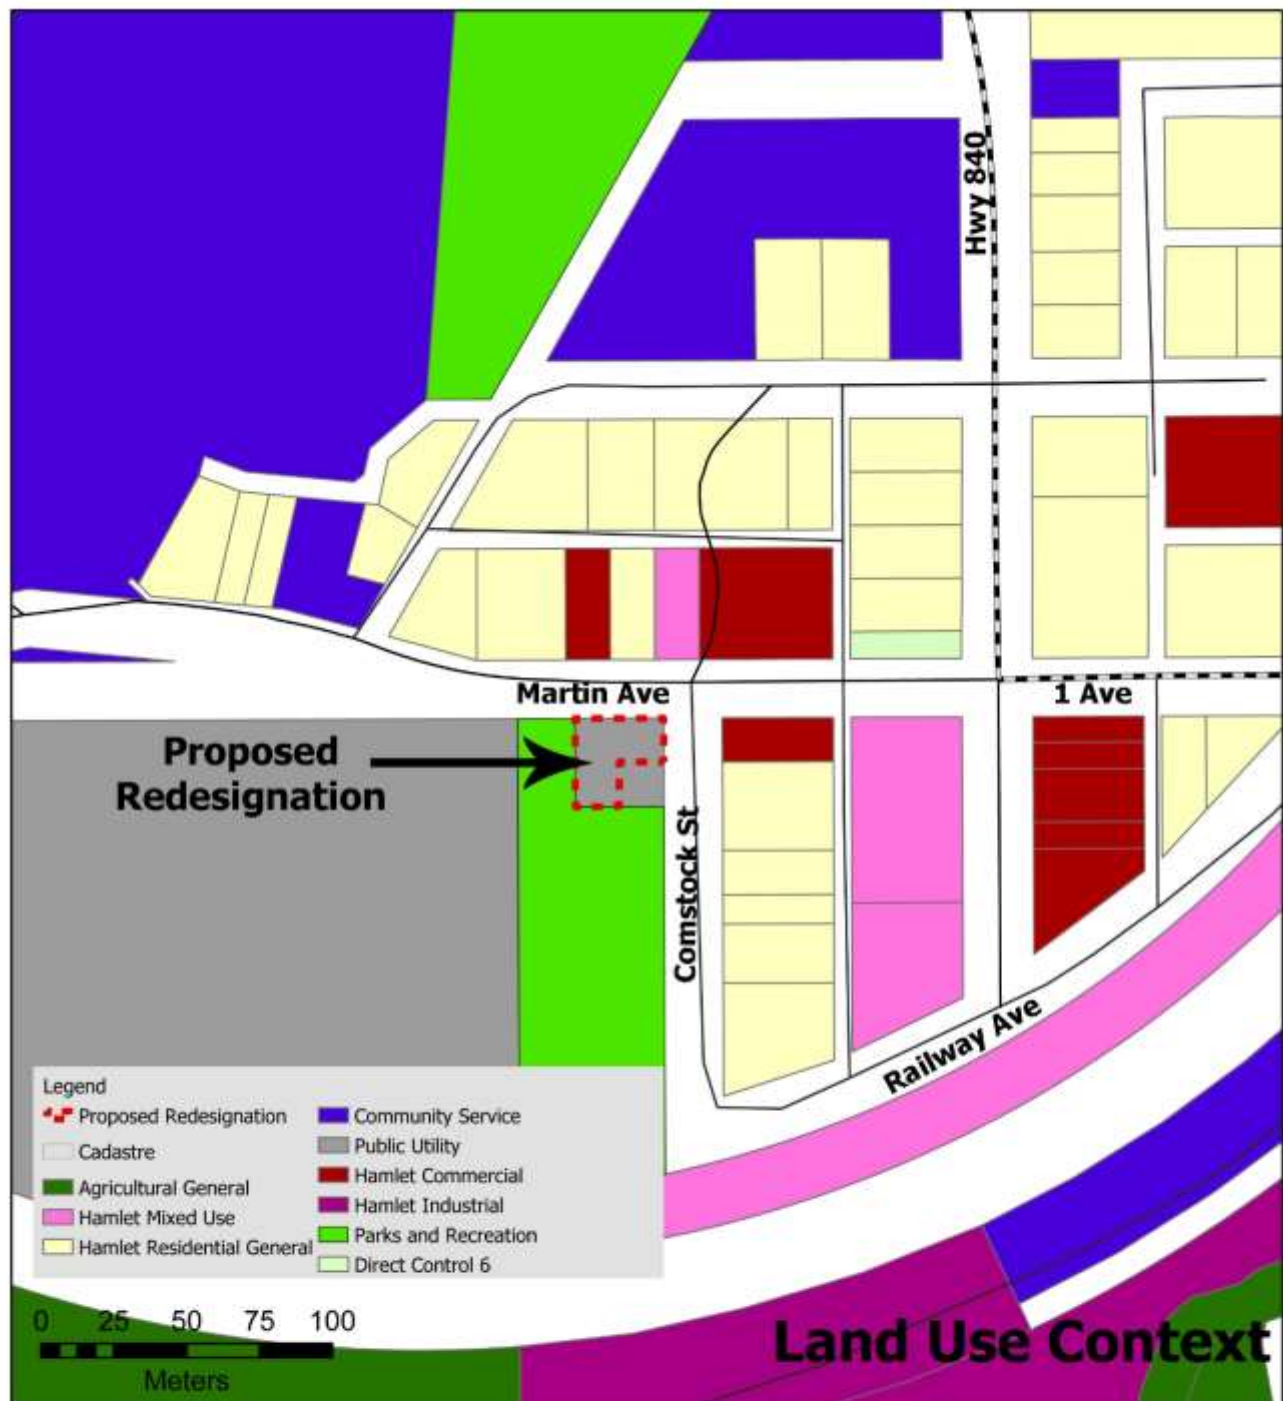 Hwy 840
Martin Ave
1 Ave
Proposed
Redesignation
Comstock St
Railway Ave
Legend
Proposed Redesignation
Cadastre
Agricultural General
Hamlet Mixed Use
Hamlet Residential General
Community Service
Public Utility
Hamlet Commercial
Hamlet Industrial
Parks and Recreation
Direct Control 6
0 25 50 75 100
Meters
Land Use Context